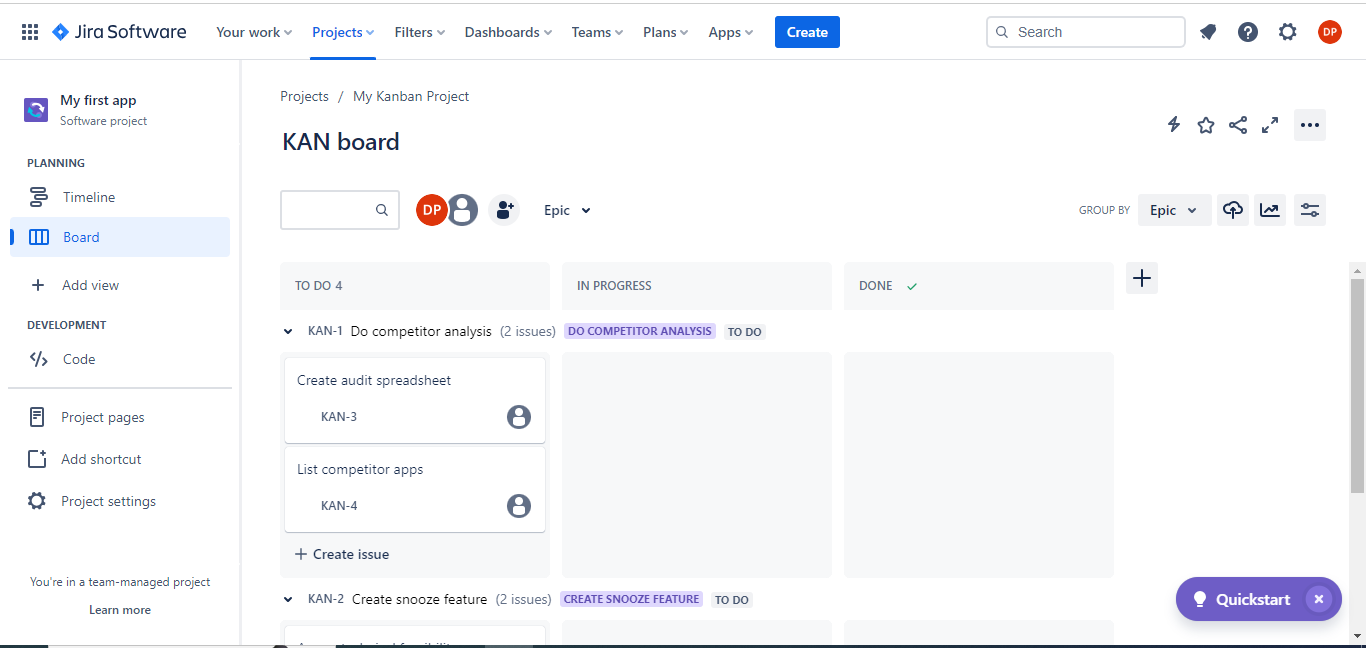 Jira Software Your work Projects Filters Dashboards Teams Plans Apps Create Search DP
My first app
Software project
PLANNING
Timeline
Board
Add view
DEVELOPMENT
Code
Project pages
Add shortcut
Project settings
You're in a team-managed project
Learn more
Projects / My Kanban Project
KAN board
DP Epic GROUP BY Epic
TO DO 4 IN PROGRESS DONE
KAN-1 Do competitor analysis (2 issues) DO COMPETITOR ANALYSIS TO DO
Create audit spreadsheet
KAN-3
List competitor apps
KAN-4
+ Create issue
KAN-2 Create snooze feature (2 issues) CREATE SNOOZE FEATURE TO DO
Quickstart